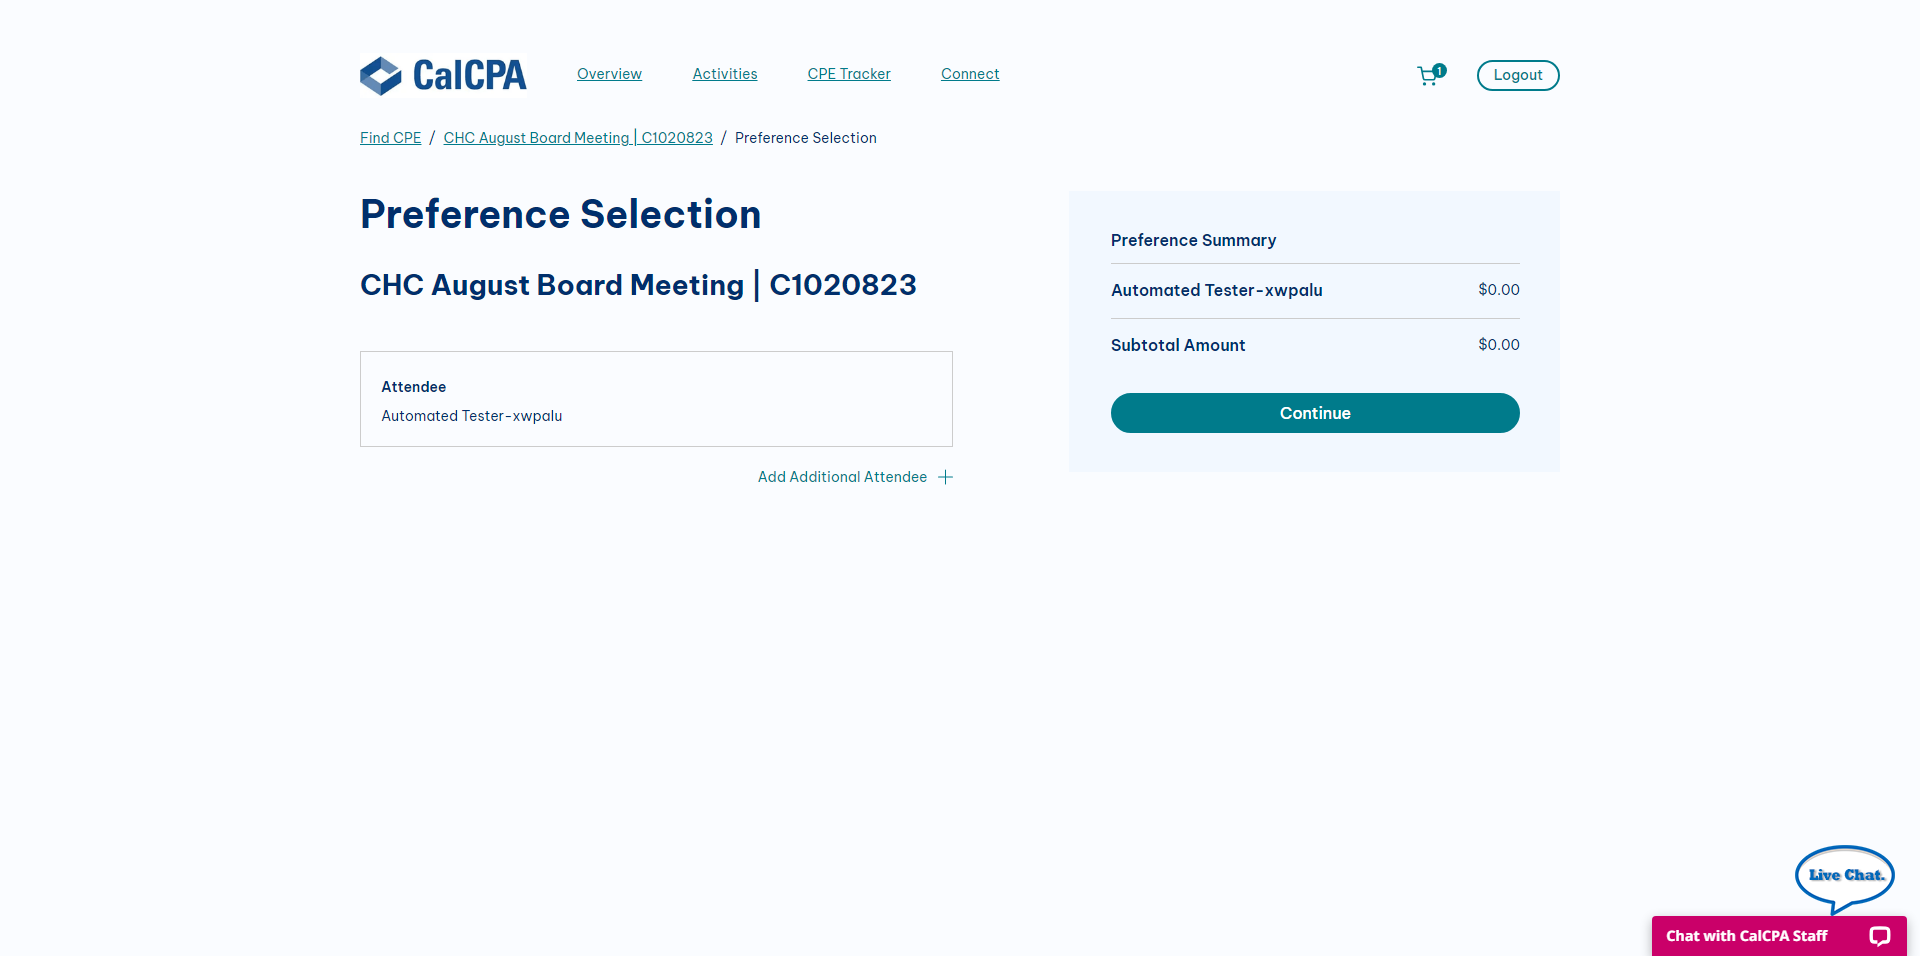 CalCPA
Overview
Activities
CPE Tracker
Connect
1
Logout
Find CPE / CHC August Board Meeting | C1020823 / Preference Selection
Preference Selection
CHC August Board Meeting | C1020823
Attendee
Automated Tester-xwpalu
Add Additional Attendee
Preference Summary
Automated Tester-xwpalu $0.00
Subtotal Amount $0.00
Continue
Live Chat.
Chat with CalCPA Staff